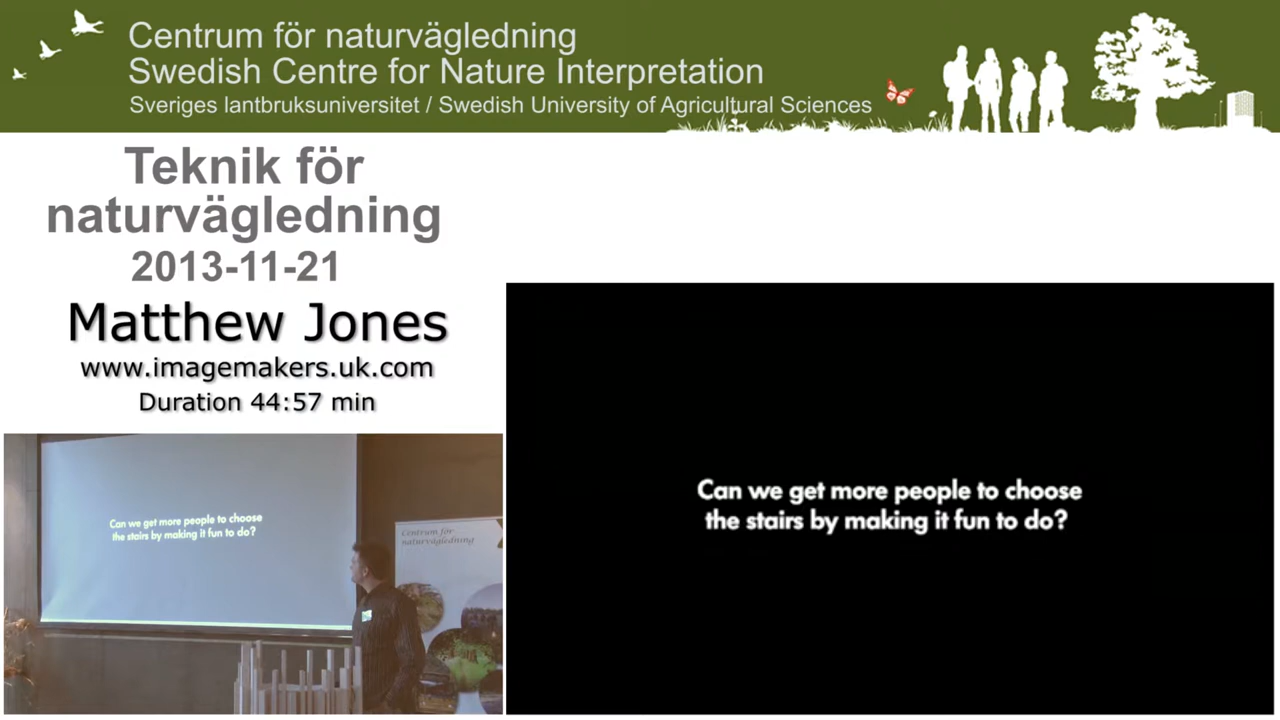 Centrum för naturvägledning
Swedish Centre for Nature Interpretation
Sveriges lantbruksuniversitet / Swedish University of Agricultural Sciences
Teknik för
naturvägledning
2013-11-21
Matthew Jones
www.imagemakers.uk.com
Duration 44:57 min
Can we get more people to choose
the stairs by making it fun to do?
Centrum för
naturvägledning
Can we get more people to choose
the stairs by making it fun to do?